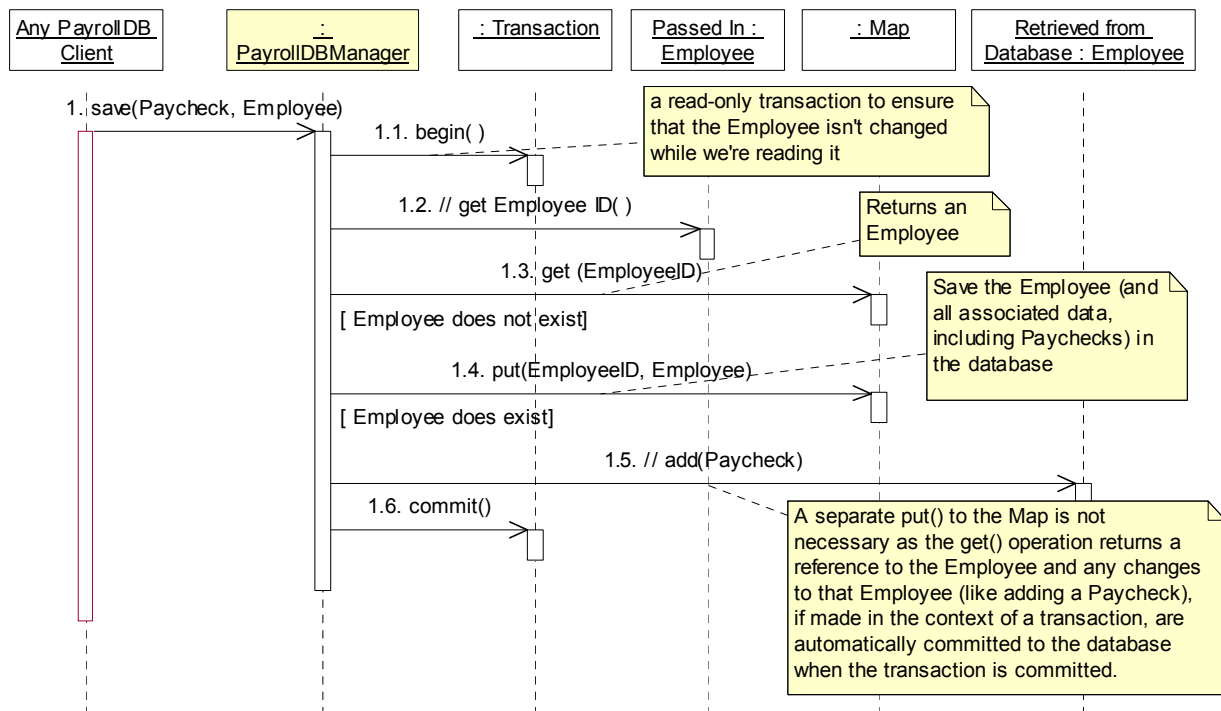 Any PayrollDB
Client
:
PayrollDBManager
: Transaction
Passed In :
Employee
: Map
Retrieved from
Database : Employee
1. save(Paycheck, Employee)
a read-only transaction to ensure
that the Employee isn't changed
while we're reading it
1.1. begin( )
1.2. // get Employee ID( )
Returns an
Employee
1.3. get (EmployeeID)
[ Employee does not exist]
Save the Employee (and
all associated data,
including Paychecks) in
the database
1.4. put(EmployeeID, Employee)
[ Employee does exist]
1.5. // add(Paycheck)
1.6. commit()
A separate put() to the Map is not
necessary as the get() operation returns a
reference to the Employee and any changes
to that Employee (like adding a Paycheck),
if made in the context of a transaction, are
automatically committed to the database
when the transaction is committed.